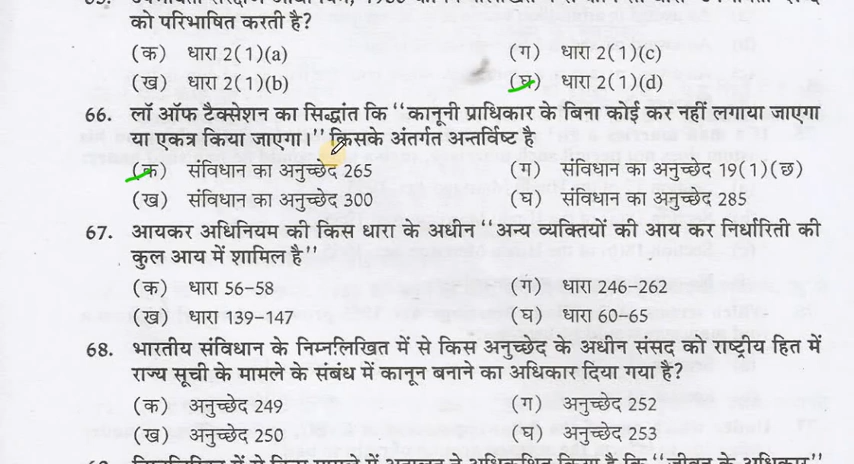 को परिभाषित करती है?
(क) धारा 2(1)(a) (ग) धारा 2(1)(c)
(ख) धारा 2(1)(b) (घ) धारा 2(1)(d)
66. लॉ ऑफ टैक्सेशन का सिद्धांत कि ‘‘कानूनी प्राधिकार के बिना कोई कर नहीं लगाया जाएगा
या एकत्र किया जाएगा।’’ किसके अंतर्गत अन्तर्विष्ट है
(क) संविधान का अनुच्छेद 265 (ग) संविधान का अनुच्छेद 19(1)(छ)
(ख) संविधान का अनुच्छेद 300 (घ) संविधान का अनुच्छेद 285
67. आयकर अधिनियम की किस धारा के अधीन ‘‘अन्य व्यक्तियों की आय कर निर्धारिती की
कुल आय में शामिल है’’
(क) धारा 56–58 (ग) धारा 246–262
(ख) धारा 139–147 (घ) धारा 60–65
68. भारतीय संविधान के निम्नलिखित में से किस अनुच्छेद के अधीन संसद को राष्ट्रीय हित में
राज्य सूची के मामले के संबंध में कानून बनाने का अधिकार दिया गया है?
(क) अनुच्छेद 249 (ग) अनुच्छेद 252
(ख) अनुच्छेद 250 (घ) अनुच्छेद 253